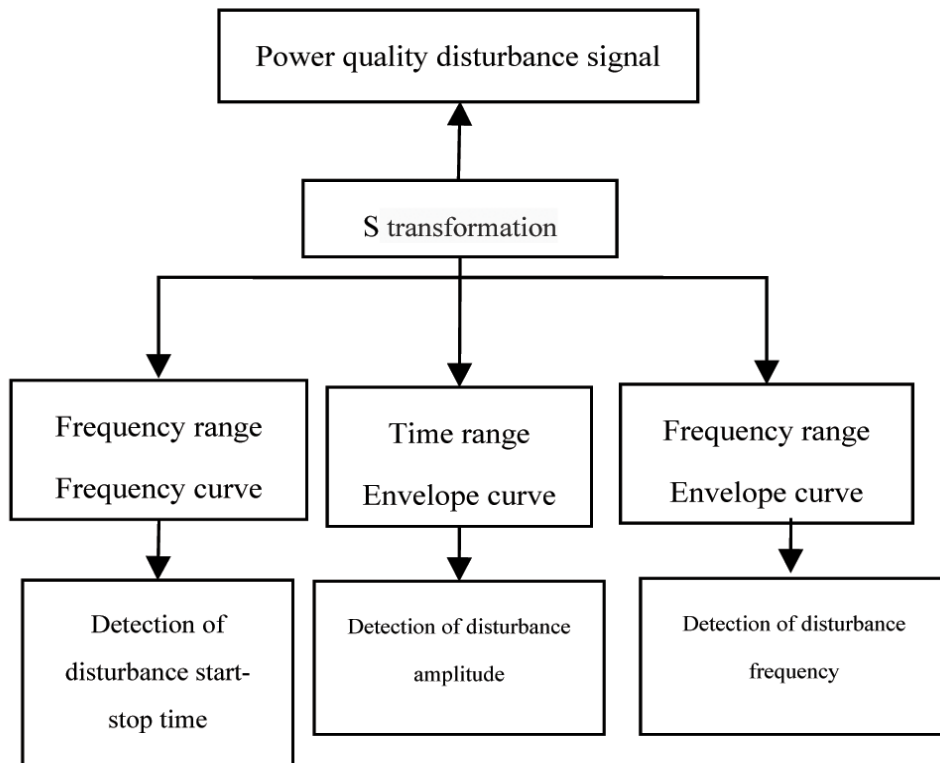 Power quality disturbance signal
S transformation
Frequency range
Frequency curve
Time range
Envelope curve
Frequency range
Envelope curve
Detection of
disturbance start-
stop time
Detection of disturbance
amplitude
Detection of disturbance
frequency